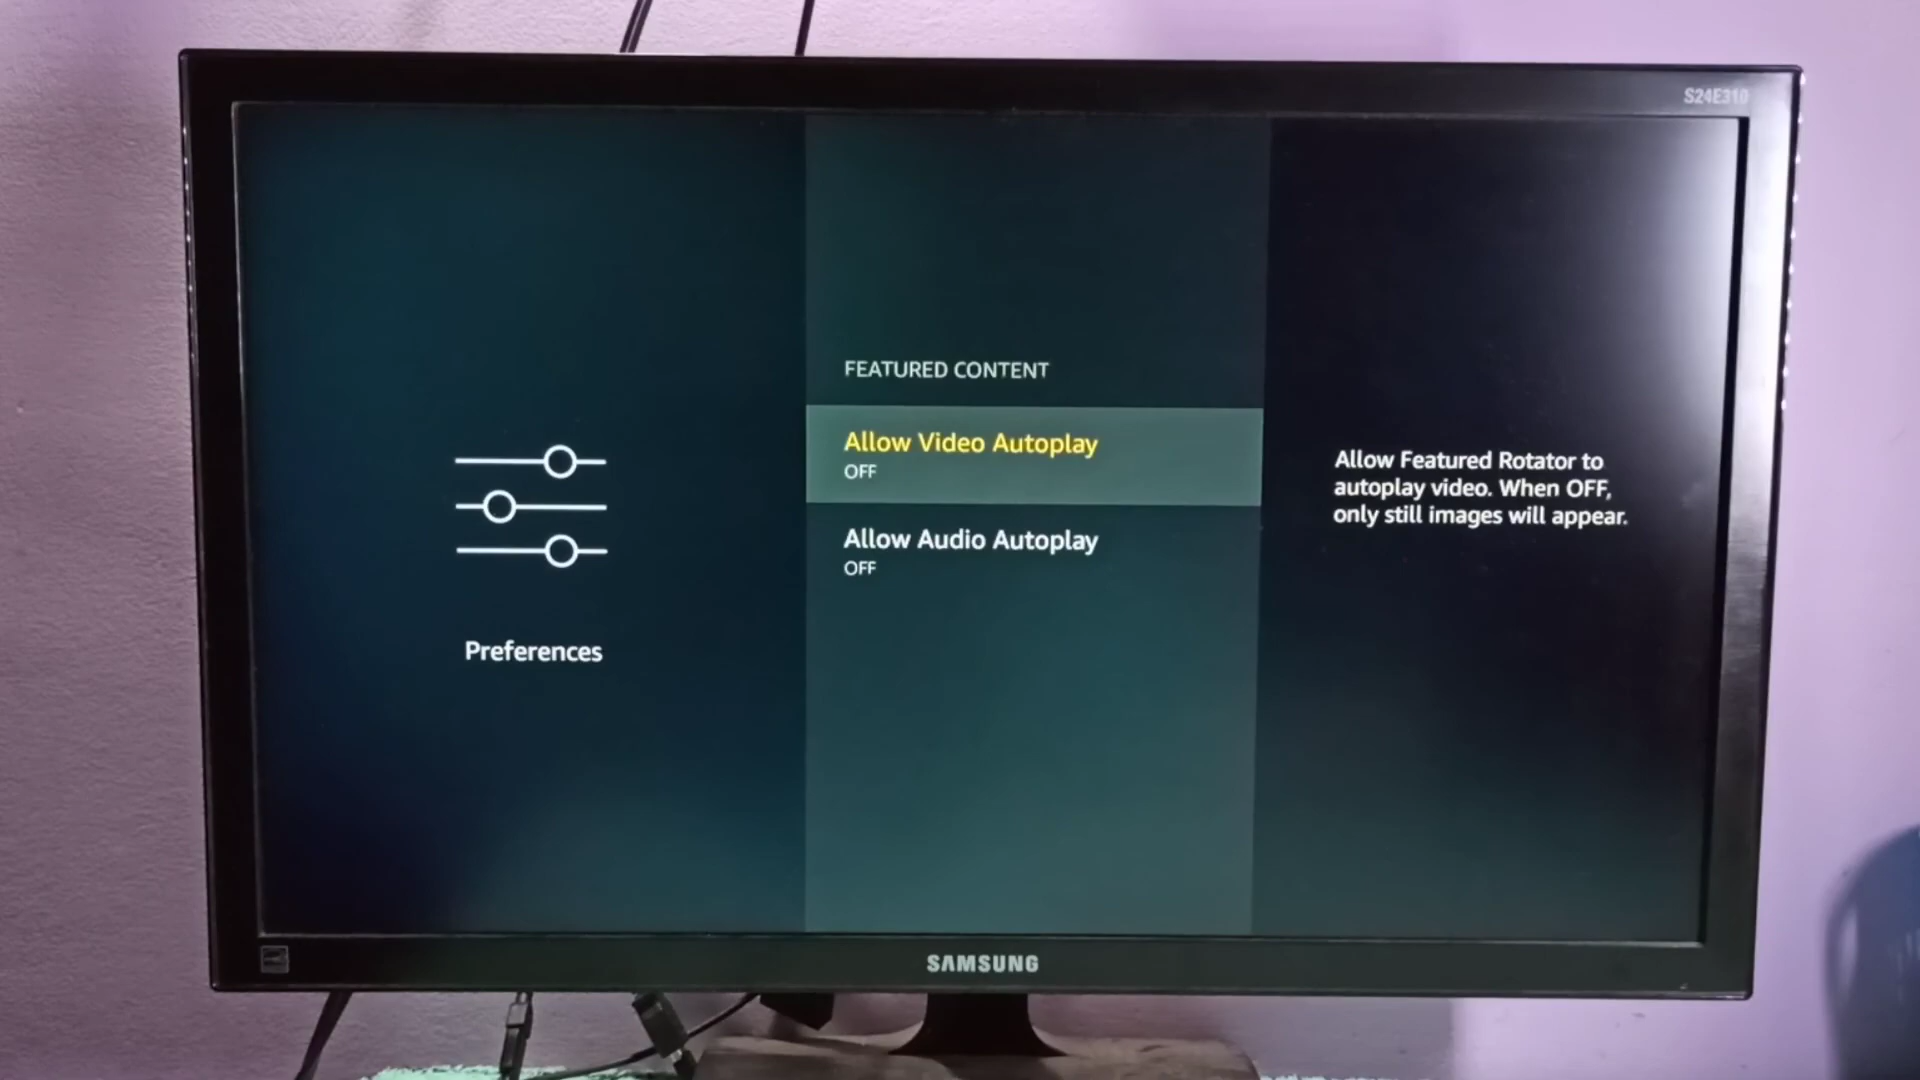 S24E310
FEATURED CONTENT
Allow Video Autoplay
OFF
Allow Audio Autoplay
OFF
Allow Featured Rotator to
autoplay video. When OFF,
only still images will appear.
Preferences
SAMSUNG